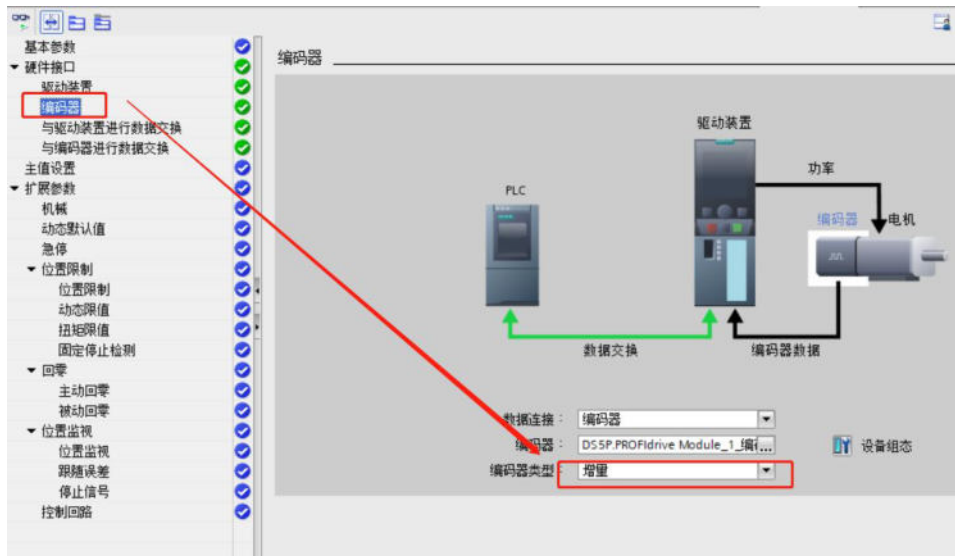 基本参数
硬件接口
驱动装置
编码器
与驱动装置进行数据交换
与编码器进行数据交换
主值设置
扩展参数
机械
动态默认值
急停
位置限制
位置限制
动态限值
扭矩限值
固定停止检测
回零
主动回零
被动回零
位置监视
位置监视
跟随误差
停止信号
控制回路
编码器
驱动装置
功率
PLC
编码器
电机
数据交换
编码器数据
数据连接：
编码器
编码器：
DS5P.PROFIdrive Module_1_编
...
设备组态
编码器类型：
增量